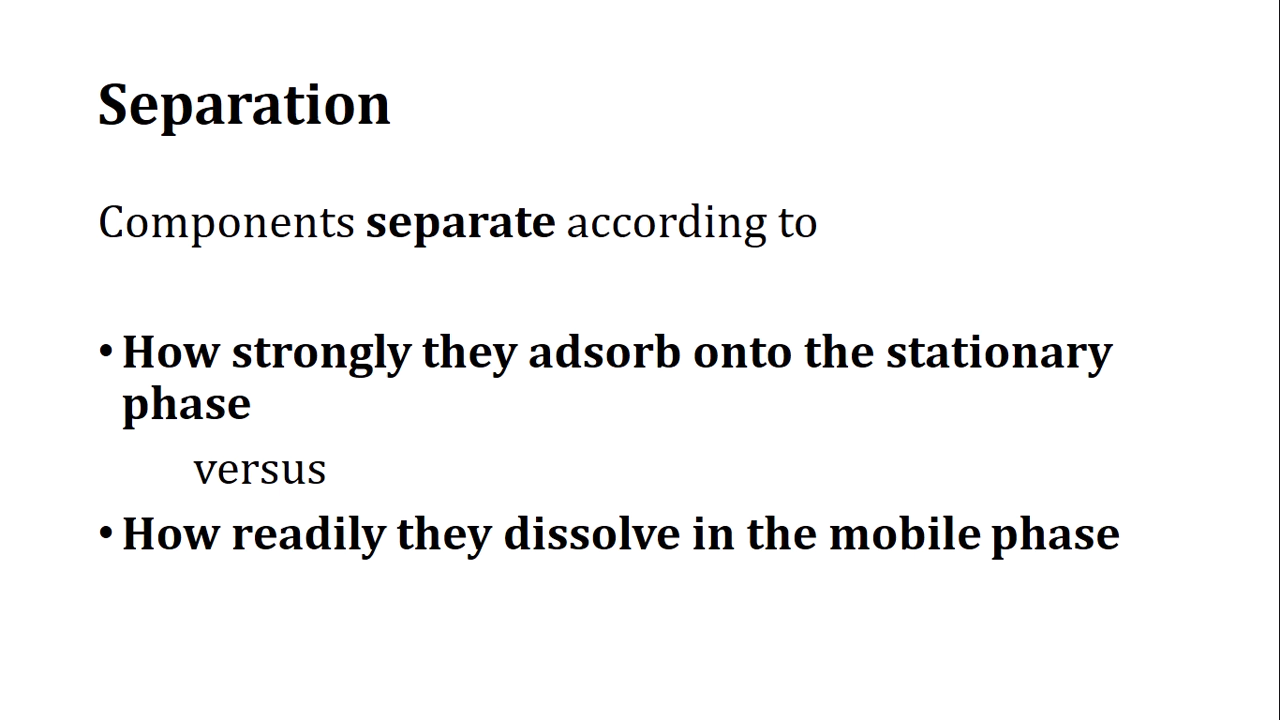 Separation
Components separate according to
• How strongly they adsorb onto the stationary
phase
versus
• How readily they dissolve in the mobile phase